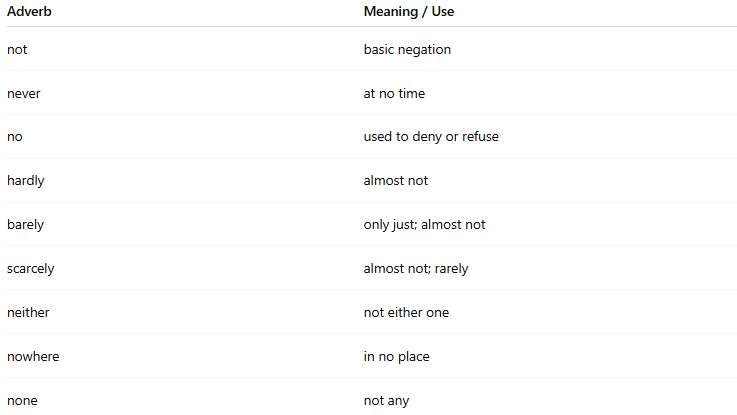 Adverb Meaning / Use
not basic negation
never at no time
no used to deny or refuse
hardly almost not
barely only just; almost not
scarcely almost not; rarely
neither not either one
nowhere in no place
none not any